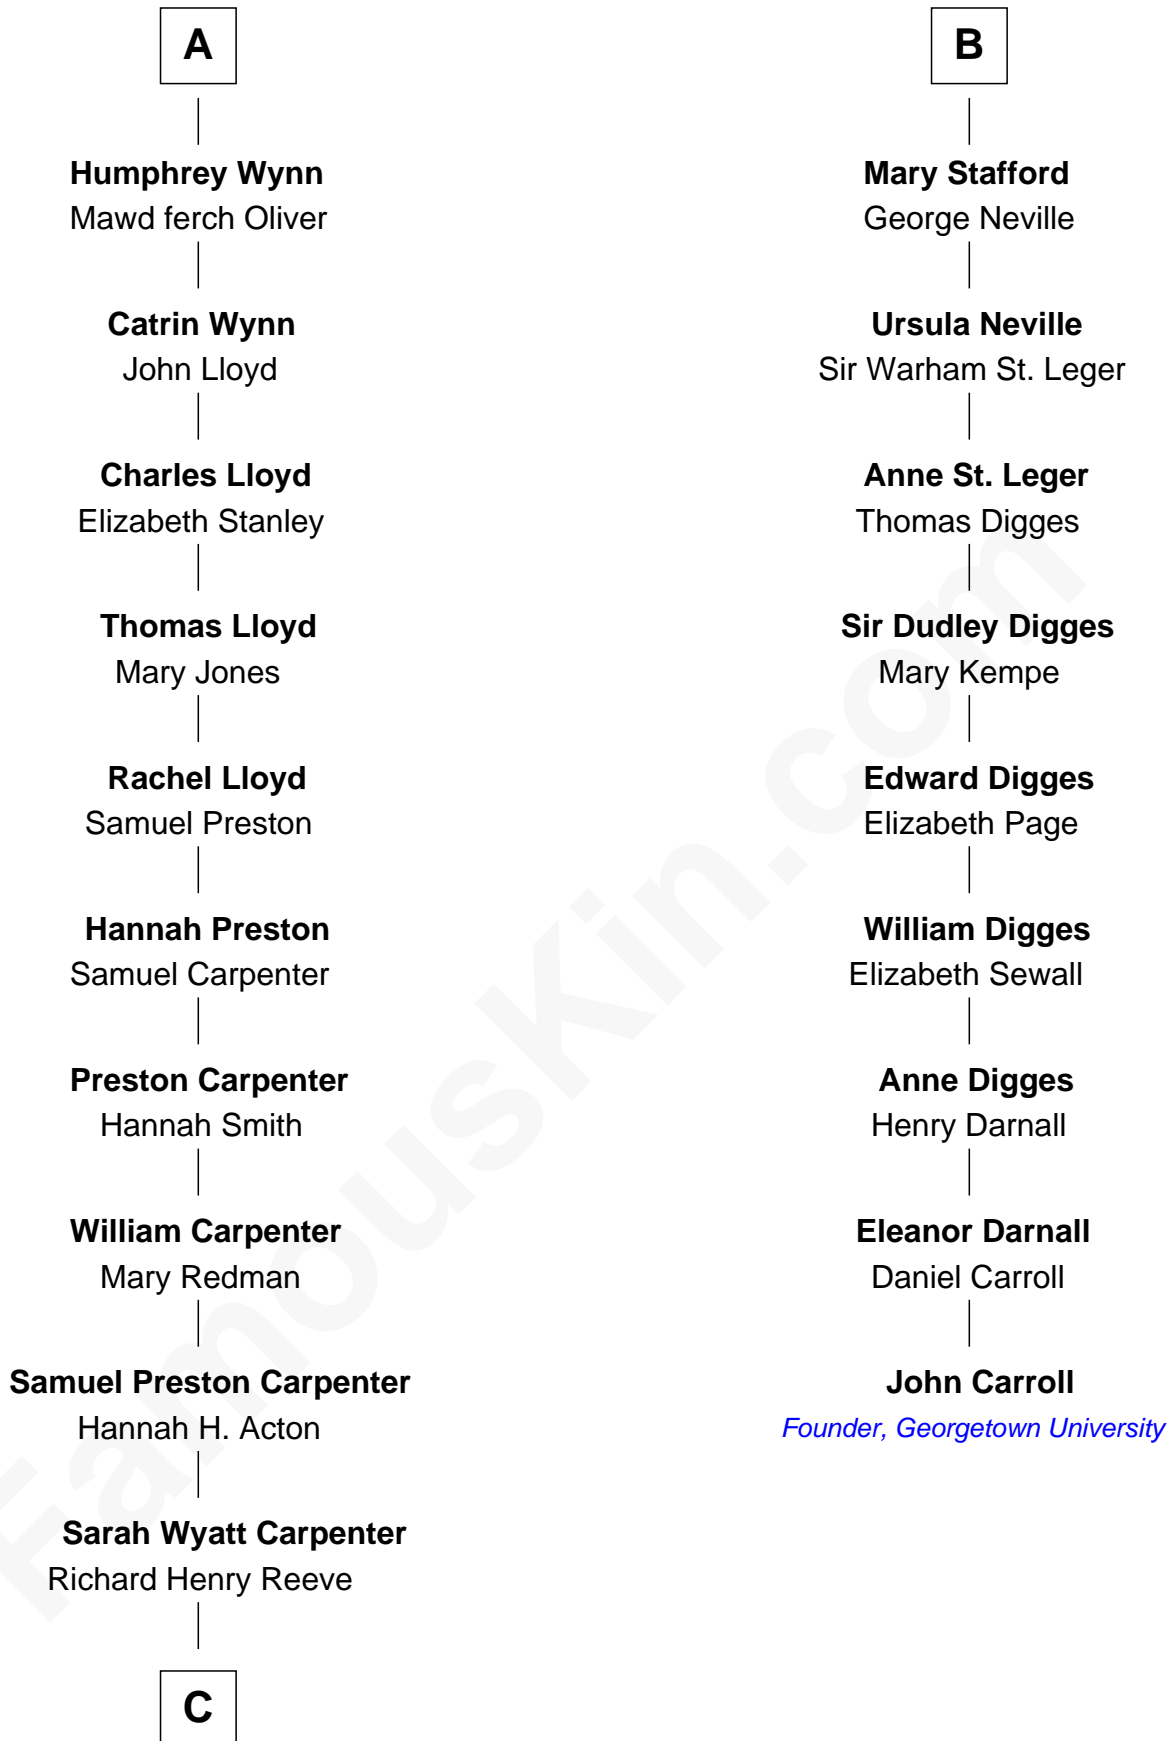 A
Humphrey Wynn
Mawd ferch Oliver
Catrin Wynn
John Lloyd
Charles Lloyd
Elizabeth Stanley
Thomas Lloyd
Mary Jones
Rachel Lloyd
Samuel Preston
Hannah Preston
Samuel Carpenter
Preston Carpenter
Hannah Smith
William Carpenter
Mary Redman
Samuel Preston Carpenter
Hannah H. Acton
Sarah Wyatt Carpenter
Richard Henry Reeve
C
B
Mary Stafford
George Neville
Ursula Neville
Sir Warham St. Leger
Anne St. Leger
Thomas Digges
Sir Dudley Digges
Mary Kempe
Edward Digges
Elizabeth Page
William Digges
Elizabeth Sewall
Anne Digges
Henry Darnall
Eleanor Darnall
Daniel Carroll
John Carroll
Founder, Georgetown University
FamousKin.com